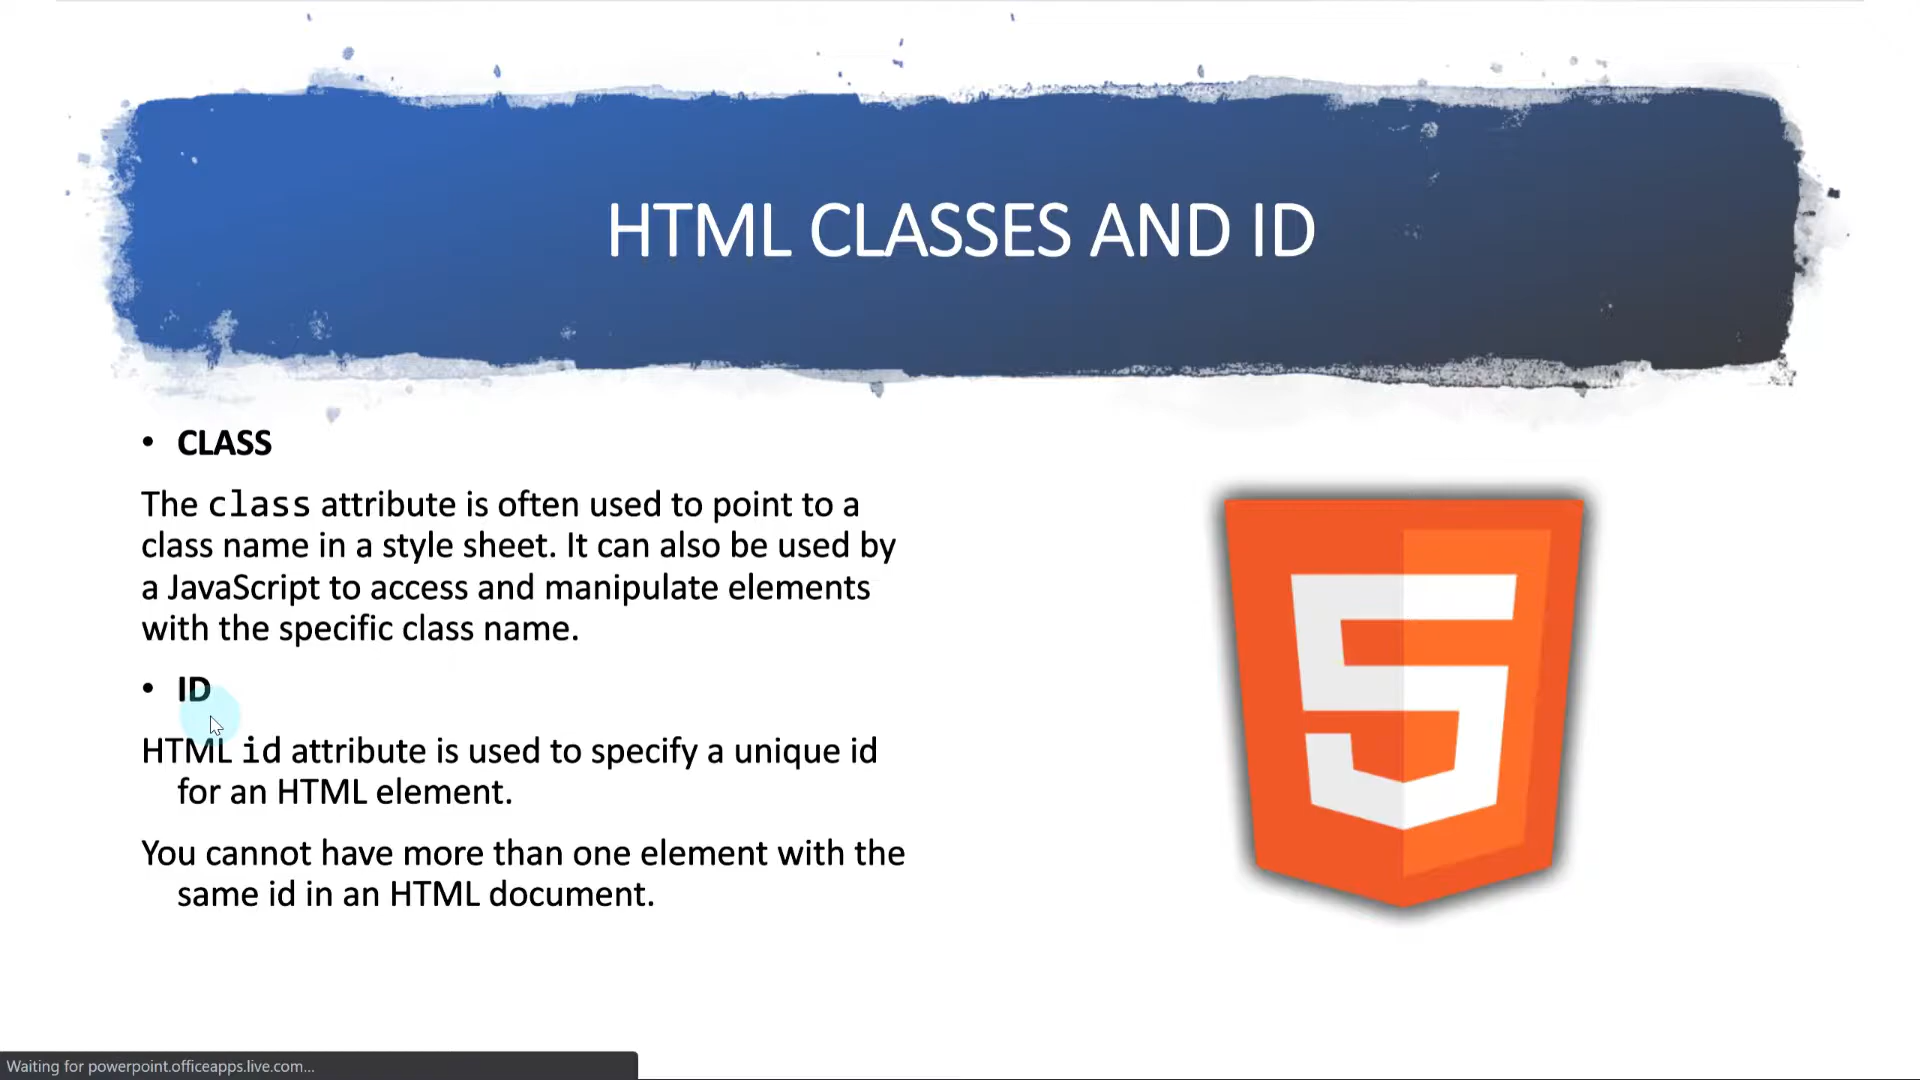 HTML CLASSES AND ID
• CLASS
The class attribute is often used to point to a
class name in a style sheet. It can also be used by
a JavaScript to access and manipulate elements
with the specific class name.
• ID
HTML id attribute is used to specify a unique id
for an HTML element.
You cannot have more than one element with the
same id in an HTML document.
5
Waiting for powerpoint.officeapps.live.com...